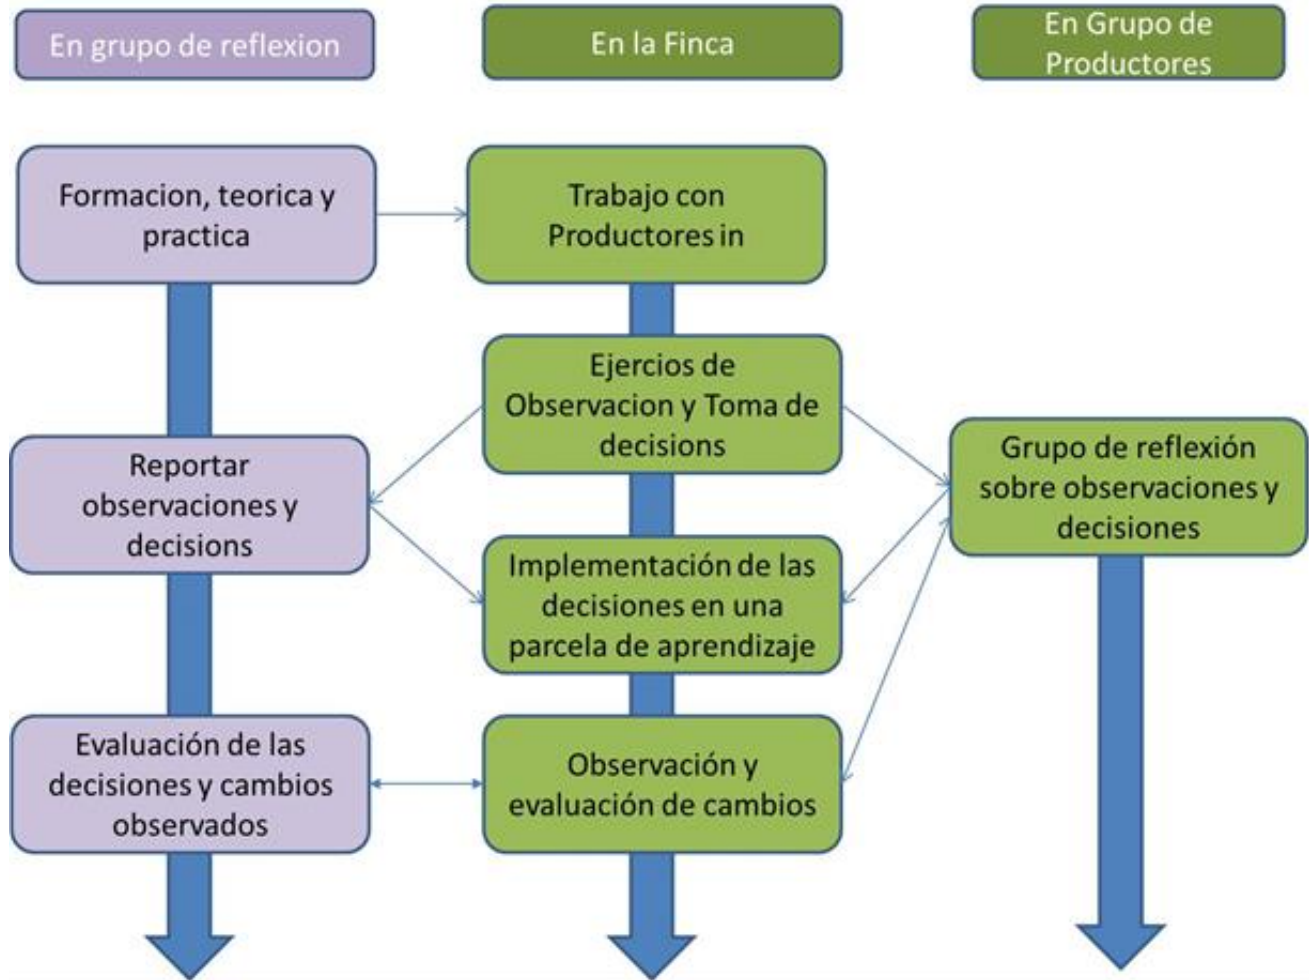 En grupo de reflexion
En la Finca
En Grupo de
Productores
Formacion, teorica y
practica
Trabajo con
Productores in
Ejercios de
Observacion y Toma de
decisions
Reportar
observaciones y
decisions
Grupo de reflexión
sobre observaciones y
decisiones
Implementación de las
decisiones en una
parcela de aprendizaje
Evaluación de las
decisiones y cambios
observados
Observación y
evaluación de cambios